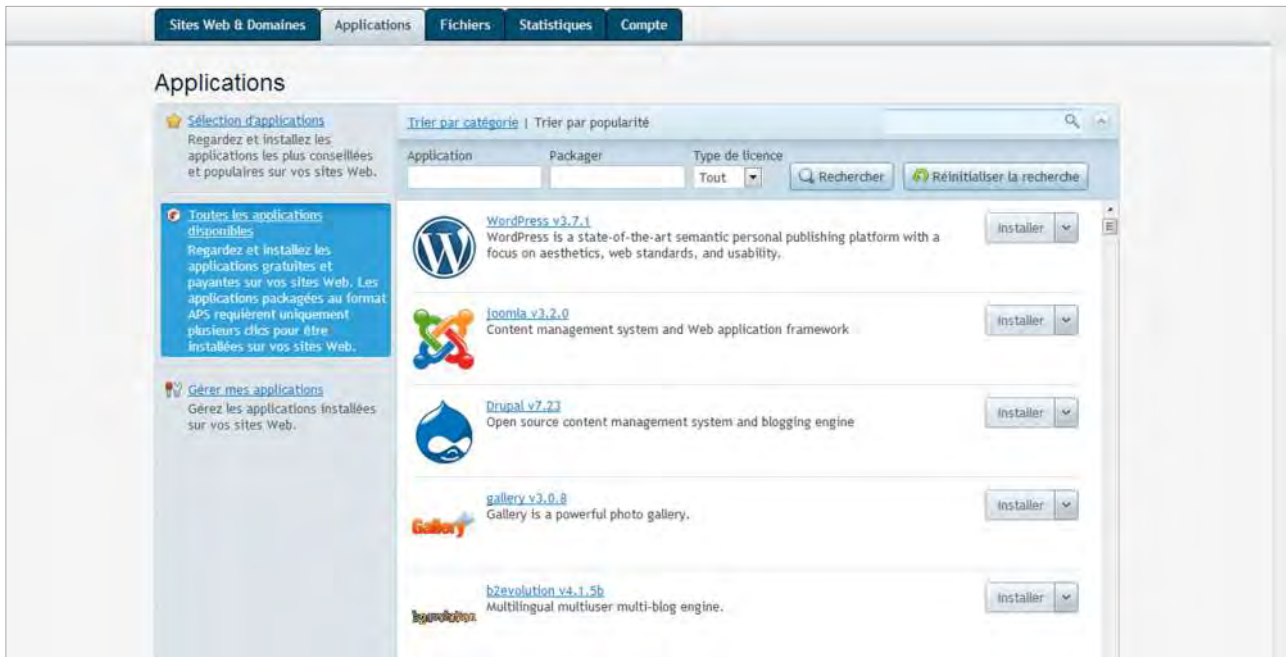 Sites Web & Domaines
Applications
Fichiers
Statistiques
Compte
Applications
Sélection d'applications
Regardez et installez les
applications les plus conseillées
et populaires sur vos sites Web.
Toutes les applications
disponibles
Regardez et installez les
applications gratuites et
payantes sur vos sites Web. Les
applications packagées au format
APS requièrent uniquement
plusieurs clics pour être
installées sur vos sites Web.
Gérer mes applications
Gérez les applications installées
sur vos sites Web.
Trier par catégorie | Trier par popularité
Application
Packager
Type de licence
Tout
Rechercher
Réinitialiser la recherche
WordPress v3.7.1
WordPress is a state-of-the-art semantic personal publishing platform with a
focus on aesthetics, web standards, and usability.
Installer
joomla v3.2.0
Content management system and Web application framework
Installer
Drupal v7.23
Open source content management system and blogging engine
Installer
Gallery
gallery v3.0.8
Gallery is a powerful photo gallery.
Installer
b2evolution
b2evolution v4.1.5b
Multilingual multiuser multi-blog engine.
Installer